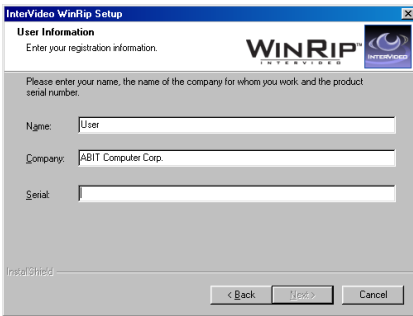 InterVideo WinRip Setup
User Information
Enter your registration information.
WINRIP™
INTERVIDEO
INTERVIDEO
Please enter your name, the name of the company for whom you work and the product
serial number.
Name:
User
Company:
ABIT Computer Corp.
Serial:
InstallShield
< Back
Next >
Cancel